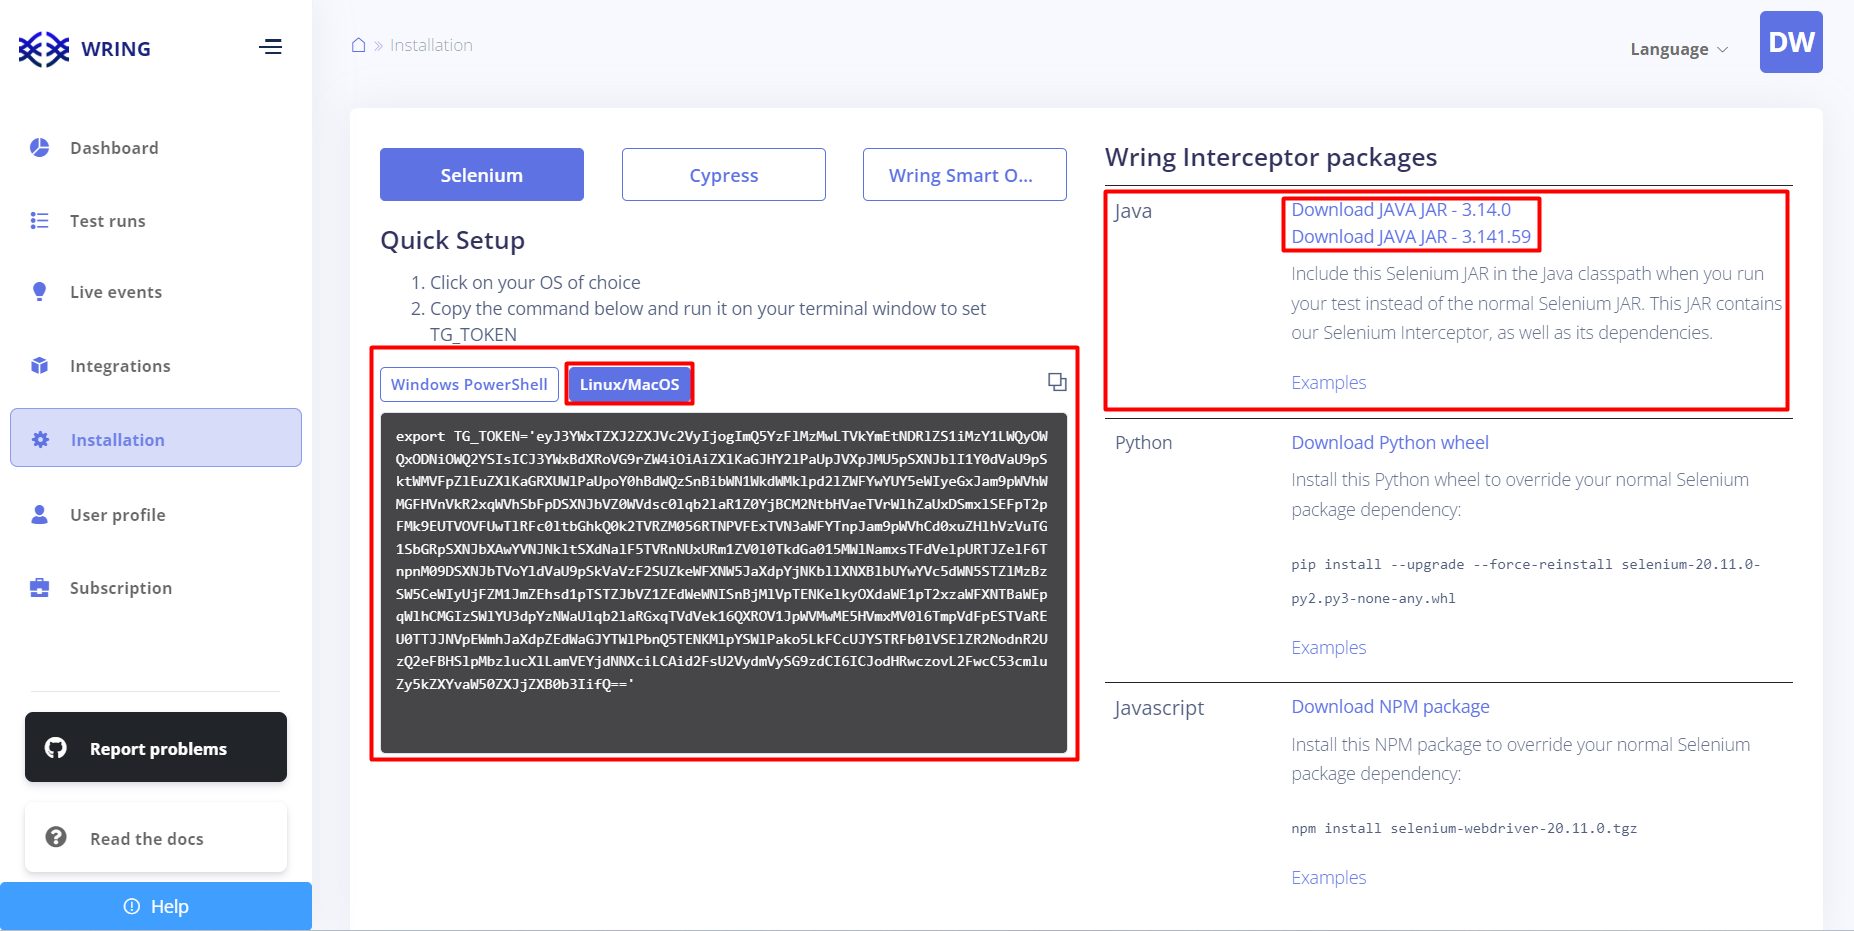 WRING
Dashboard
Test runs
Live events
Integrations
Installation
User profile
Subscription
Report problems
Read the docs
Help
» Installation
Language
DW
Selenium
Cypress
Wring Smart O...
Quick Setup
1. Click on your OS of choice
2. Copy the command below and run it on your terminal window to set
TG_TOKEN
Windows PowerShell
Linux/MacOS
export
Wring Interceptor packages
Java
Download JAVA JAR - 3.14.0
Download JAVA JAR - 3.141.59
Include this Selenium JAR in the Java classpath when you run
your test instead of the normal Selenium JAR. This JAR contains
our Selenium Interceptor, as well as its dependencies.
Examples
Python
Download Python wheel
Install this Python wheel to override your normal Selenium
package dependency:
pip install --upgrade --force-reinstall selenium-20.11.0-
py2.py3-none-any.whl
Examples
Javascript
Download NPM package
Install this NPM package to override your normal Selenium
package dependency:
npm install selenium-webdriver-20.11.0.tgz
Examples